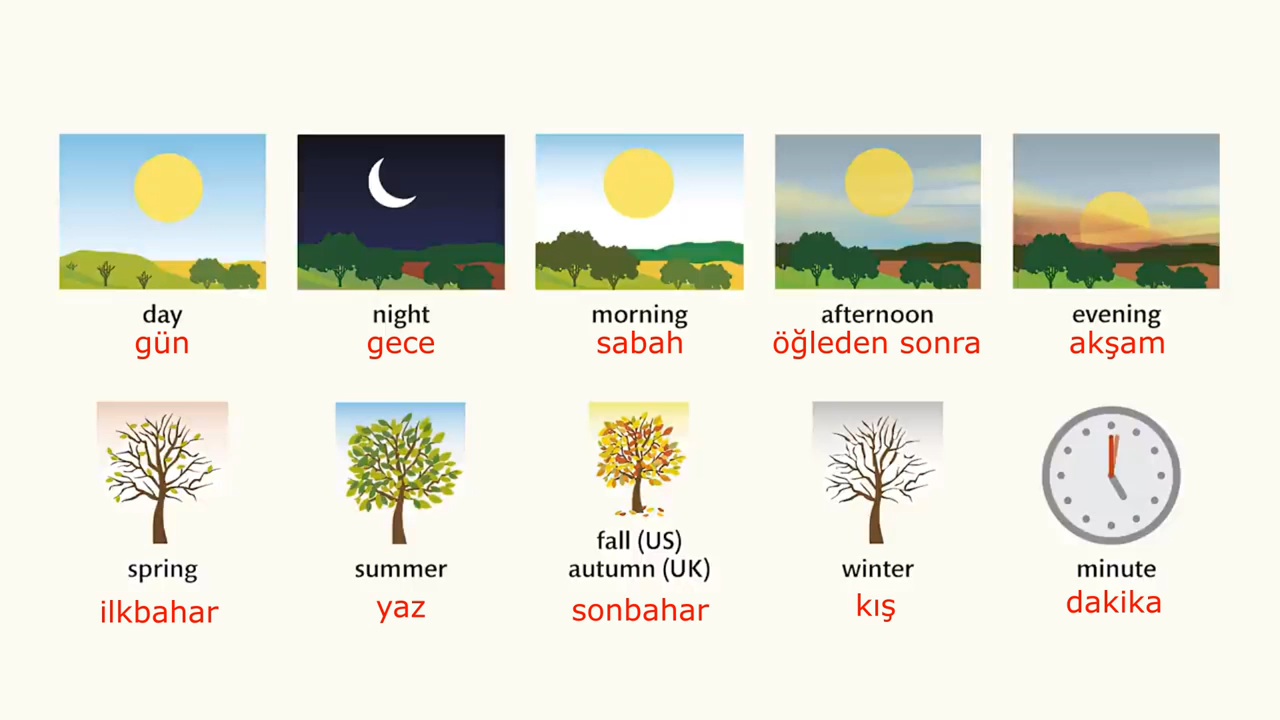 day
gün
night
gece
morning
sabah
afternoon
öğleden sonra
evening
akşam
spring
ilkbahar
summer
yaz
fall (US)
autumn (UK)
sonbahar
winter
kış
minute
dakika